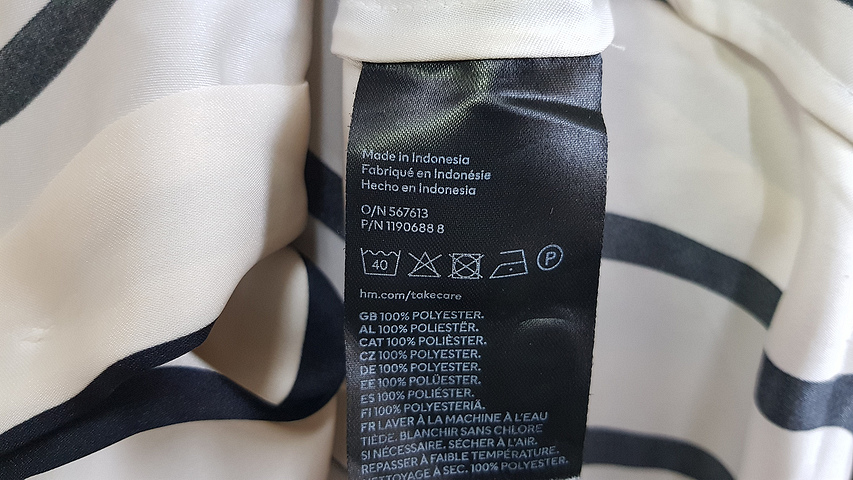 Made in Indonesia
Fabriqué en Indonésie
Hecho en Indonesia
O/N 567613
P/N 1190688 8
40
P
hm.com/takecare
GB 100% POLYESTER.
AL 100% POLIESTËR.
CAT 100% POLIÈSTER.
CZ 100% POLYESTER.
DE 100% POLYESTER.
EE 100% POLÜESTER.
ES 100% POLIÉSTER.
FI 100% POLYESTERIÄ.
FR LAVER À LA MACHINE À L'EAU
TIÈDE. BLANCHIR SANS CHLORE
SI NÉCESSAIRE. SÉCHER À L'AIR.
REPASSER À FAIBLE TEMPÉRATURE.
NETTOYAGE À SEC. 100% POLYESTER.